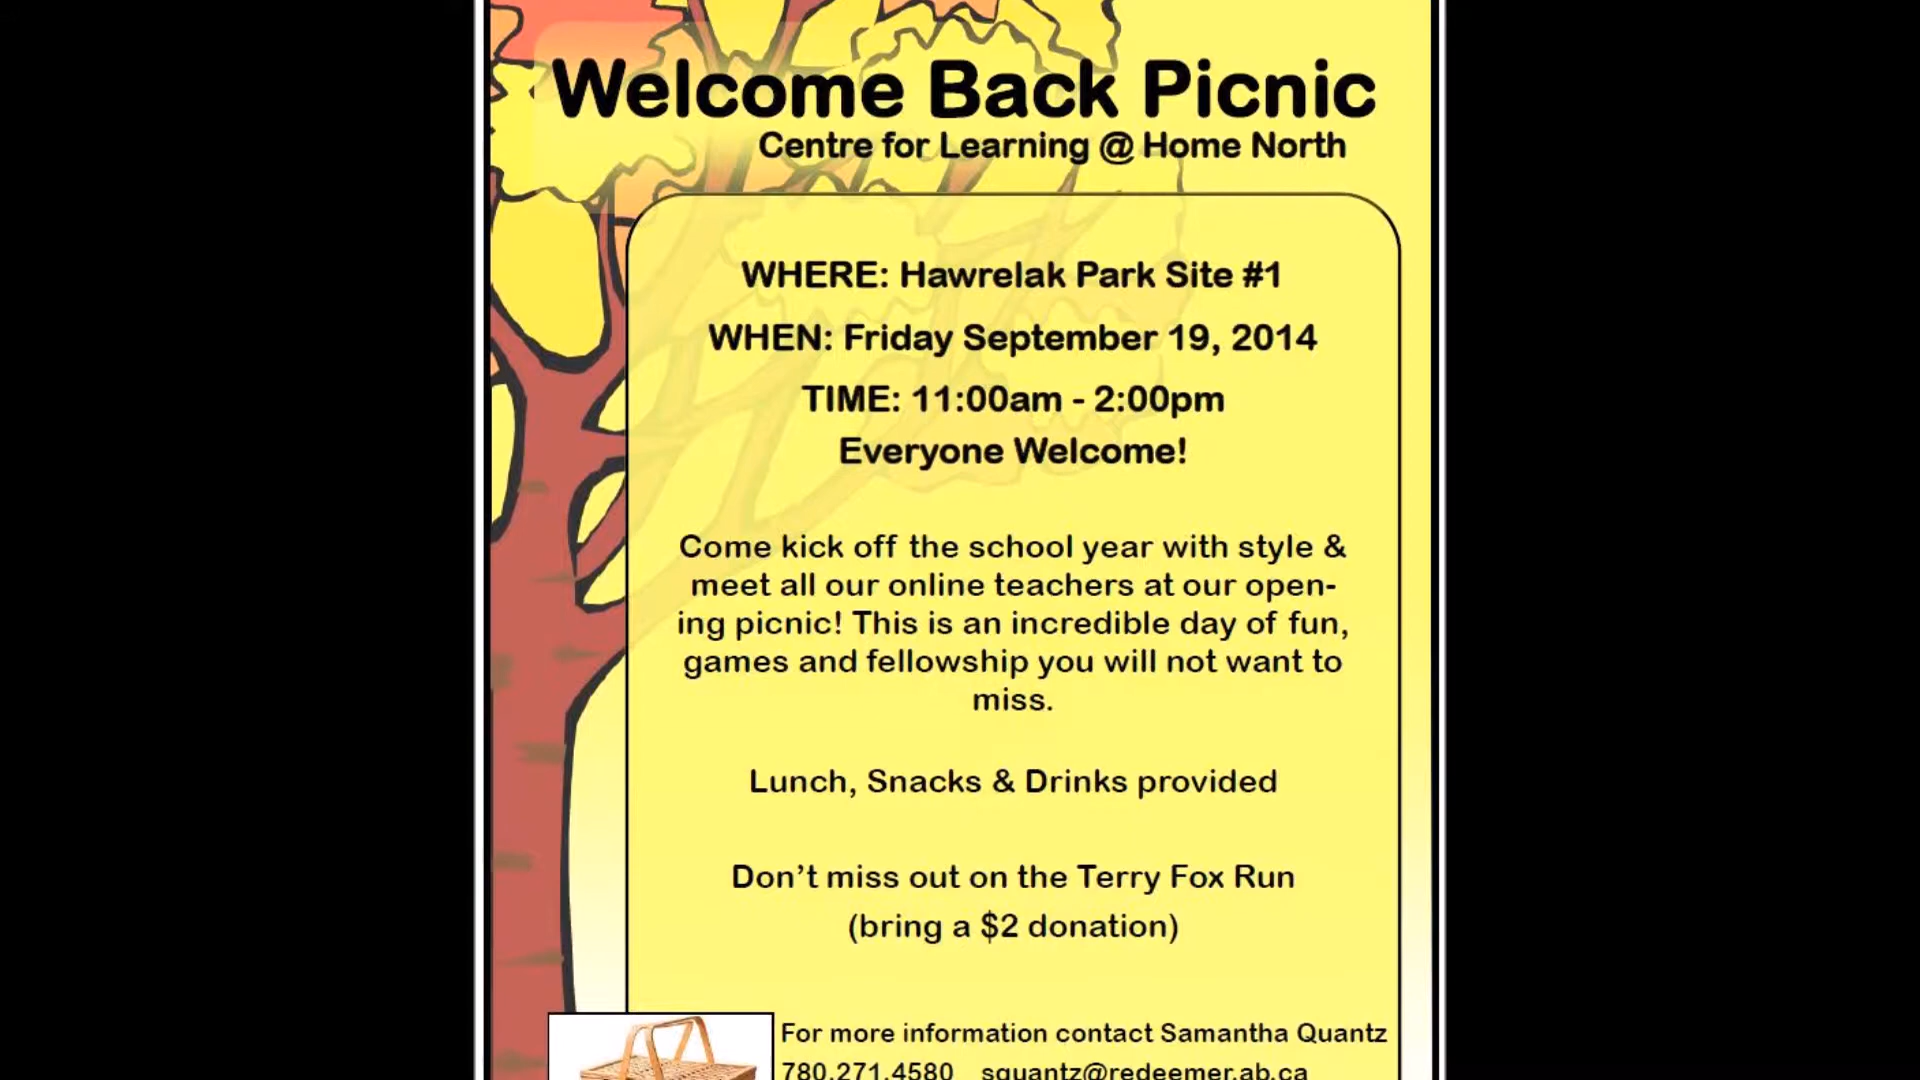 Welcome Back Picnic
Centre for Learning @ Home North
WHERE: Hawrelak Park Site #1
WHEN: Friday September 19, 2014
TIME: 11:00am - 2:00pm
Everyone Welcome!
Come kick off the school year with style &
meet all our online teachers at our open-
ing picnic! This is an incredible day of fun,
games and fellowship you will not want to
miss.
Lunch, Snacks & Drinks provided
Don’t miss out on the Terry Fox Run
(bring a $2 donation)
For more information contact Samantha Quantz
780.271.4580 squantz@redeemer.ab.ca